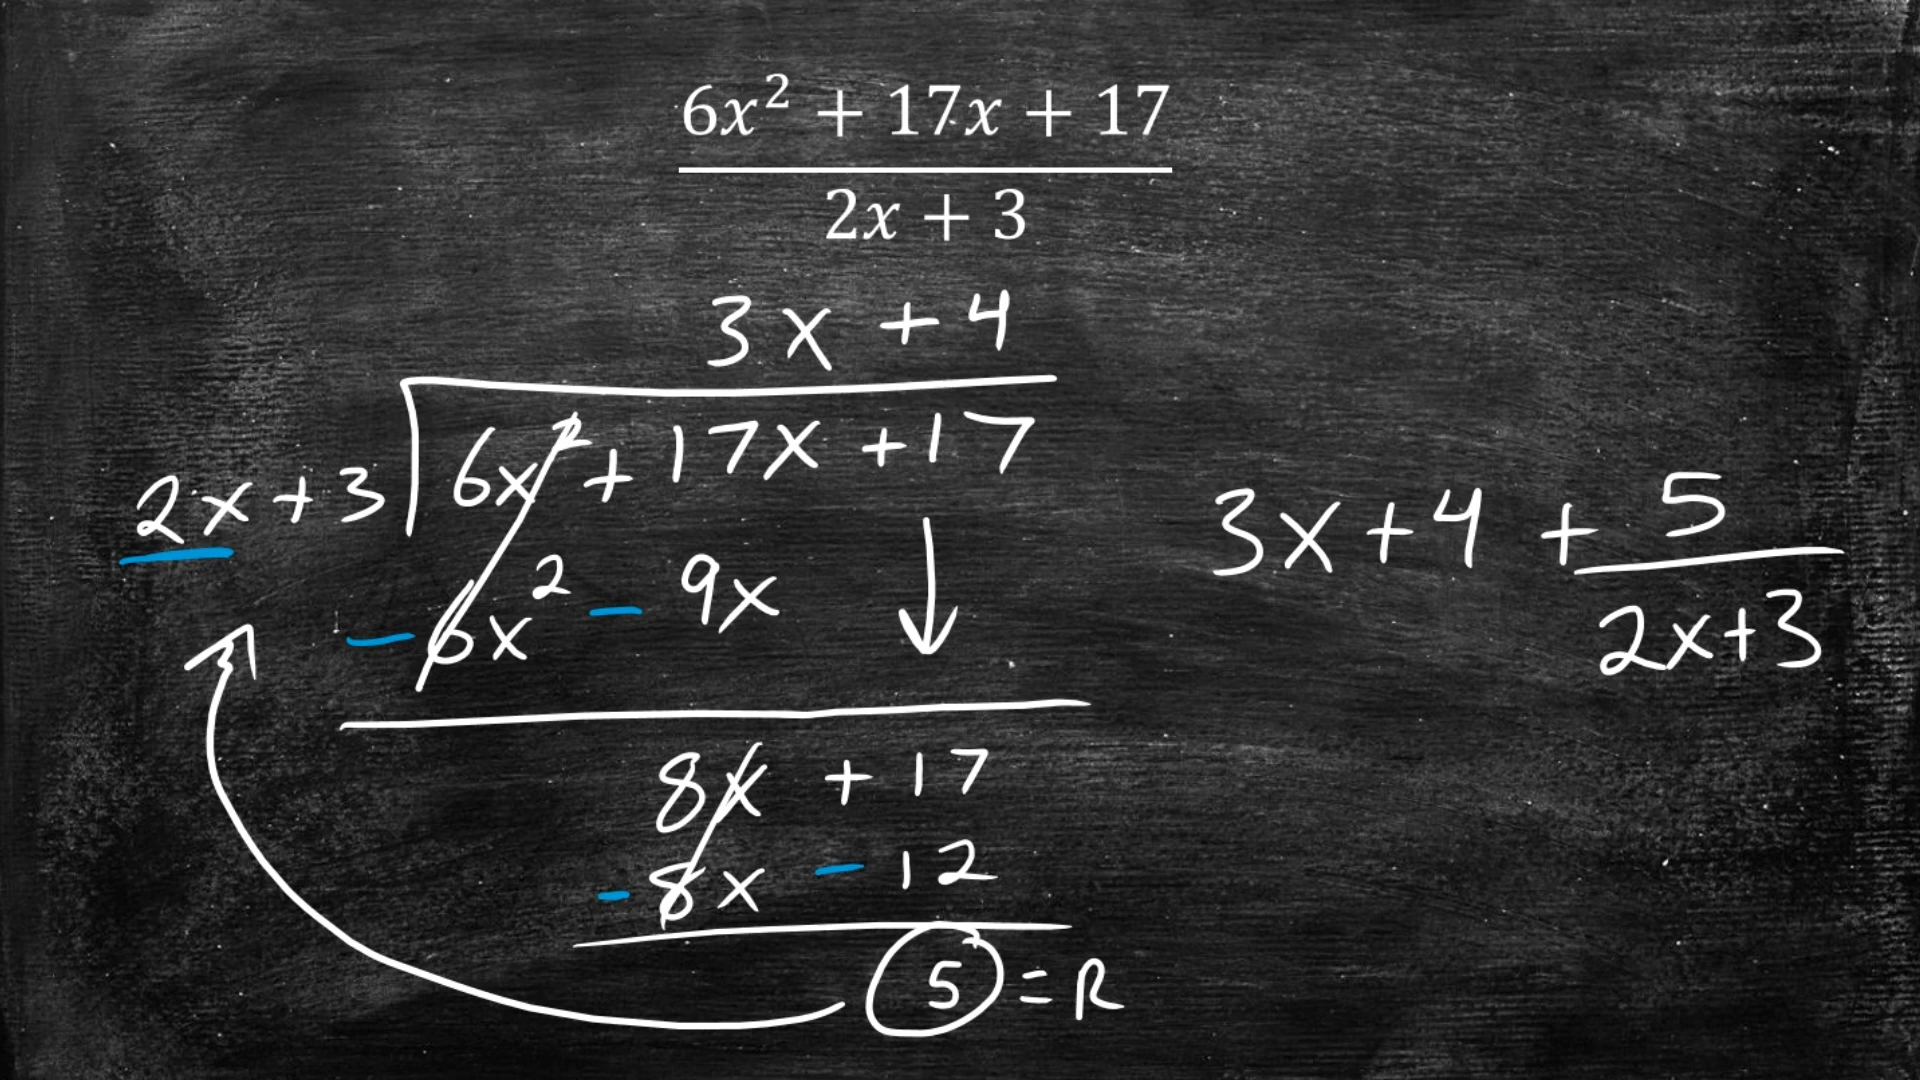 6x² + 17x + 17
2x + 3
3x + 4
2x + 3 6x² + 17x + 17
- 6x² - 9x
8x + 17
- 8x - 12
5 = R
3x + 4 + 5
2x + 3